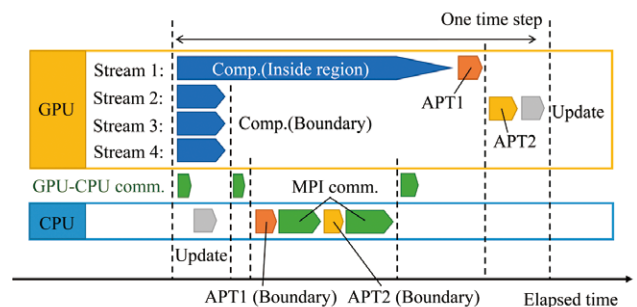 One time step
Stream 1:
Comp.(Inside region)
GPU
Stream 2:
Stream 3:
Stream 4:
Comp.(Boundary)
APT1
APT2
Update
GPU-CPU comm.
MPI comm.
CPU
Update
APT1 (Boundary)
APT2 (Boundary)
Elapsed time